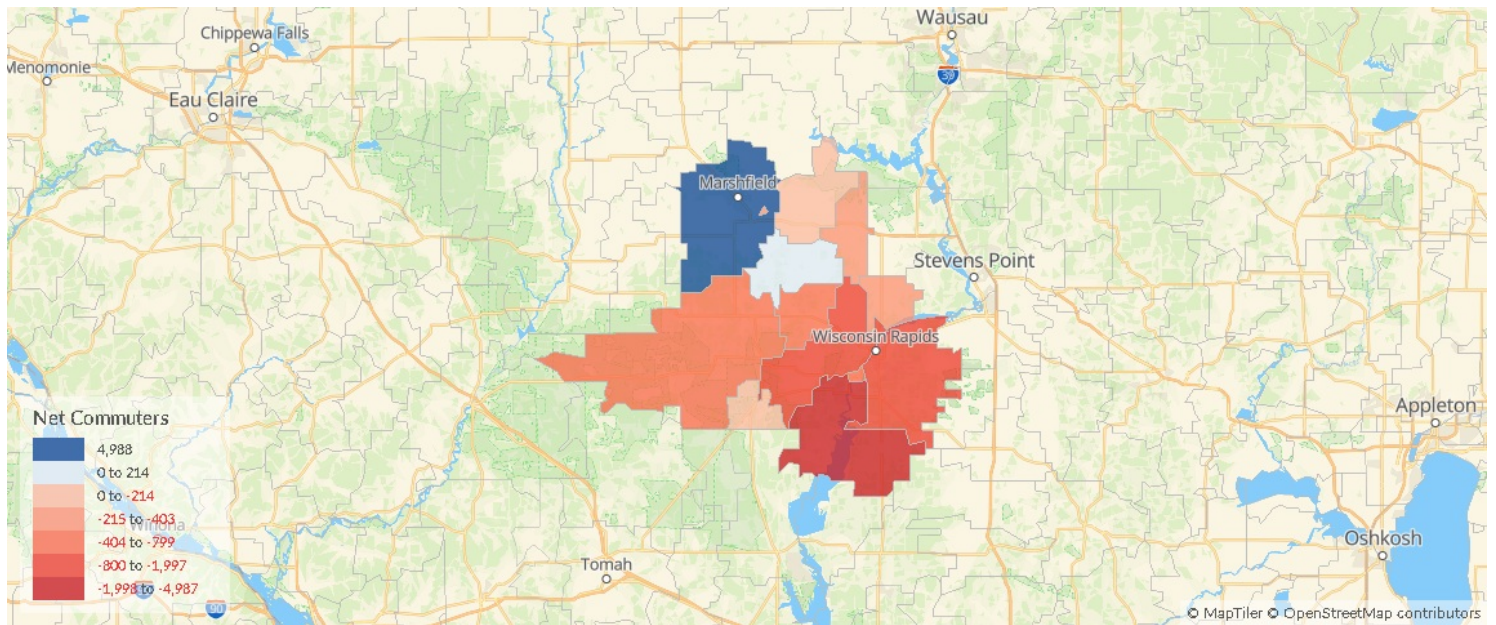 Wausau
Chippewa Falls
Menomonie
39
Eau Claire
Marshfield
Stevens Point
Wisconsin Rapids
Appleton
Net Commuters
4,988
0 to 214
0 to -214
-215 to -403
Winona
-404 to -799
-800 to -1,997
-1,998 to -4,987
Oshkosh
Tomah
90
© MapTiler © OpenStreetMap contributors